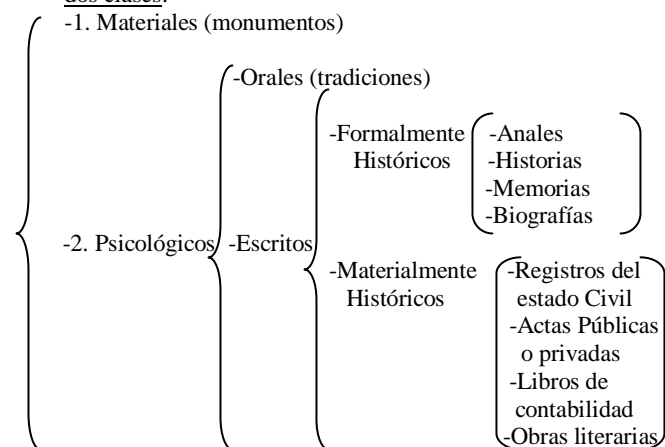 dos clases:
-1. Materiales (monumentos)
-Orales (tradiciones)
-Formalmente
Históricos
-Anales
-Historias
-Memorias
-Biografías
-2. Psicológicos
-Escritos
-Materialmente
Históricos
-Registros del
estado Civil
-Actas Públicas
o privadas
-Libros de
contabilidad
-Obras literarias